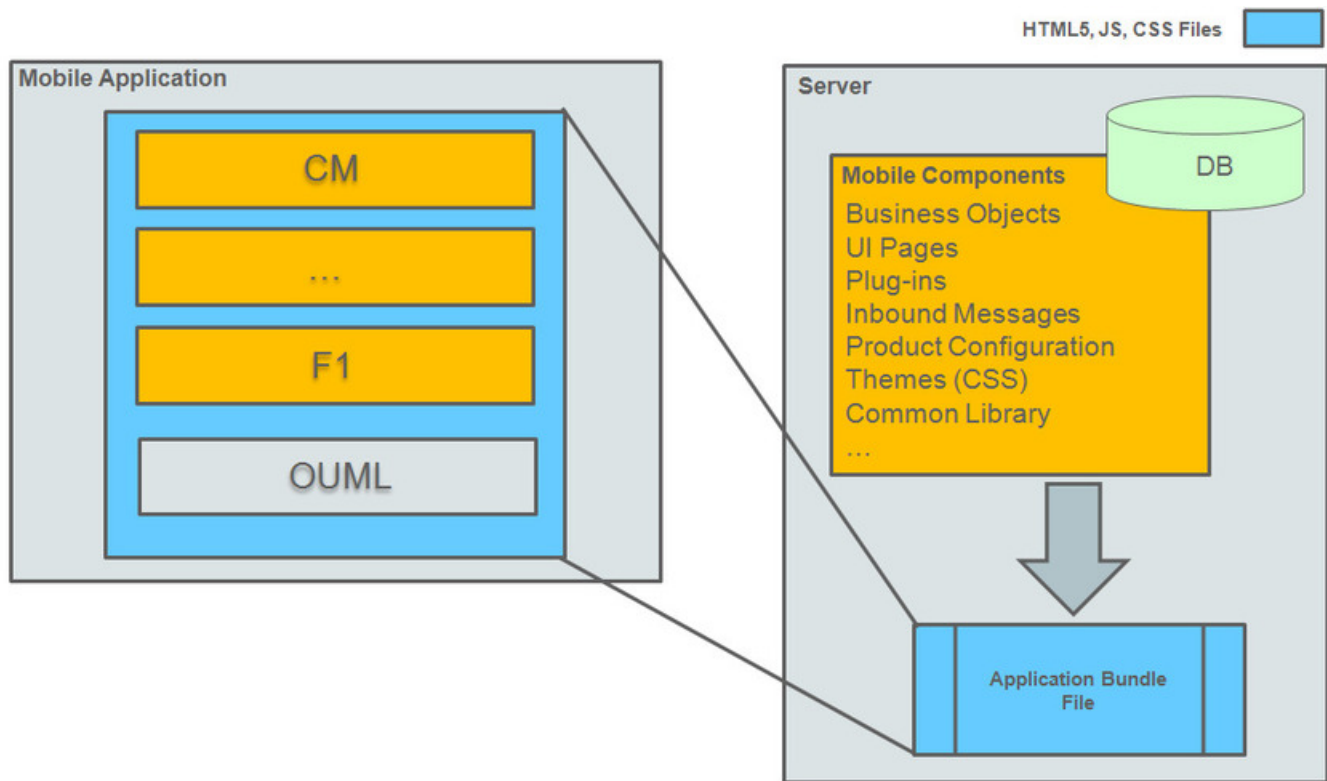 HTML5, JS, CSS Files
Mobile Application
CM
...
F1
OUML
Server
DB
Mobile Components
Business Objects
UI Pages
Plug-ins
Inbound Messages
Product Configuration
Themes (CSS)
Common Library
...
Application Bundle
File